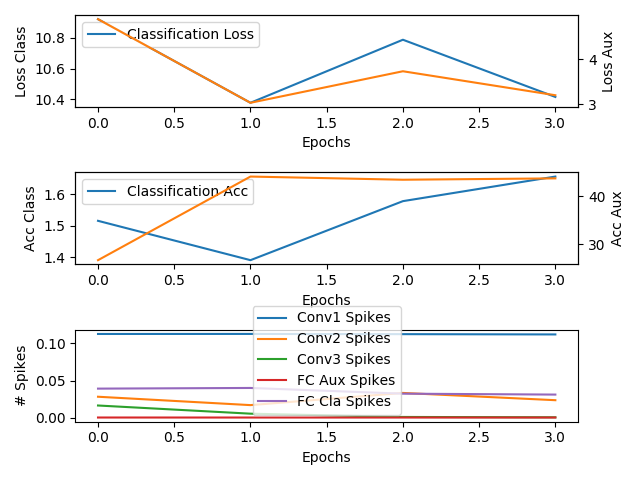 Classification Loss
10.8
10.6
10.4
Loss Class
4
3
Loss Aux
0.0 0.5 1.0 1.5 2.0 2.5 3.0
Epochs
Classification Acc
1.6
1.5
1.4
Acc Class
40
30
Acc Aux
0.0 0.5 1.0 1.5 2.0 2.5 3.0
Epochs
Conv1 Spikes
Conv2 Spikes
Conv3 Spikes
FC Aux Spikes
FC Cla Spikes
0.10
0.05
0.00
# Spikes
0.0 0.5 1.0 1.5 2.0 2.5 3.0
Epochs